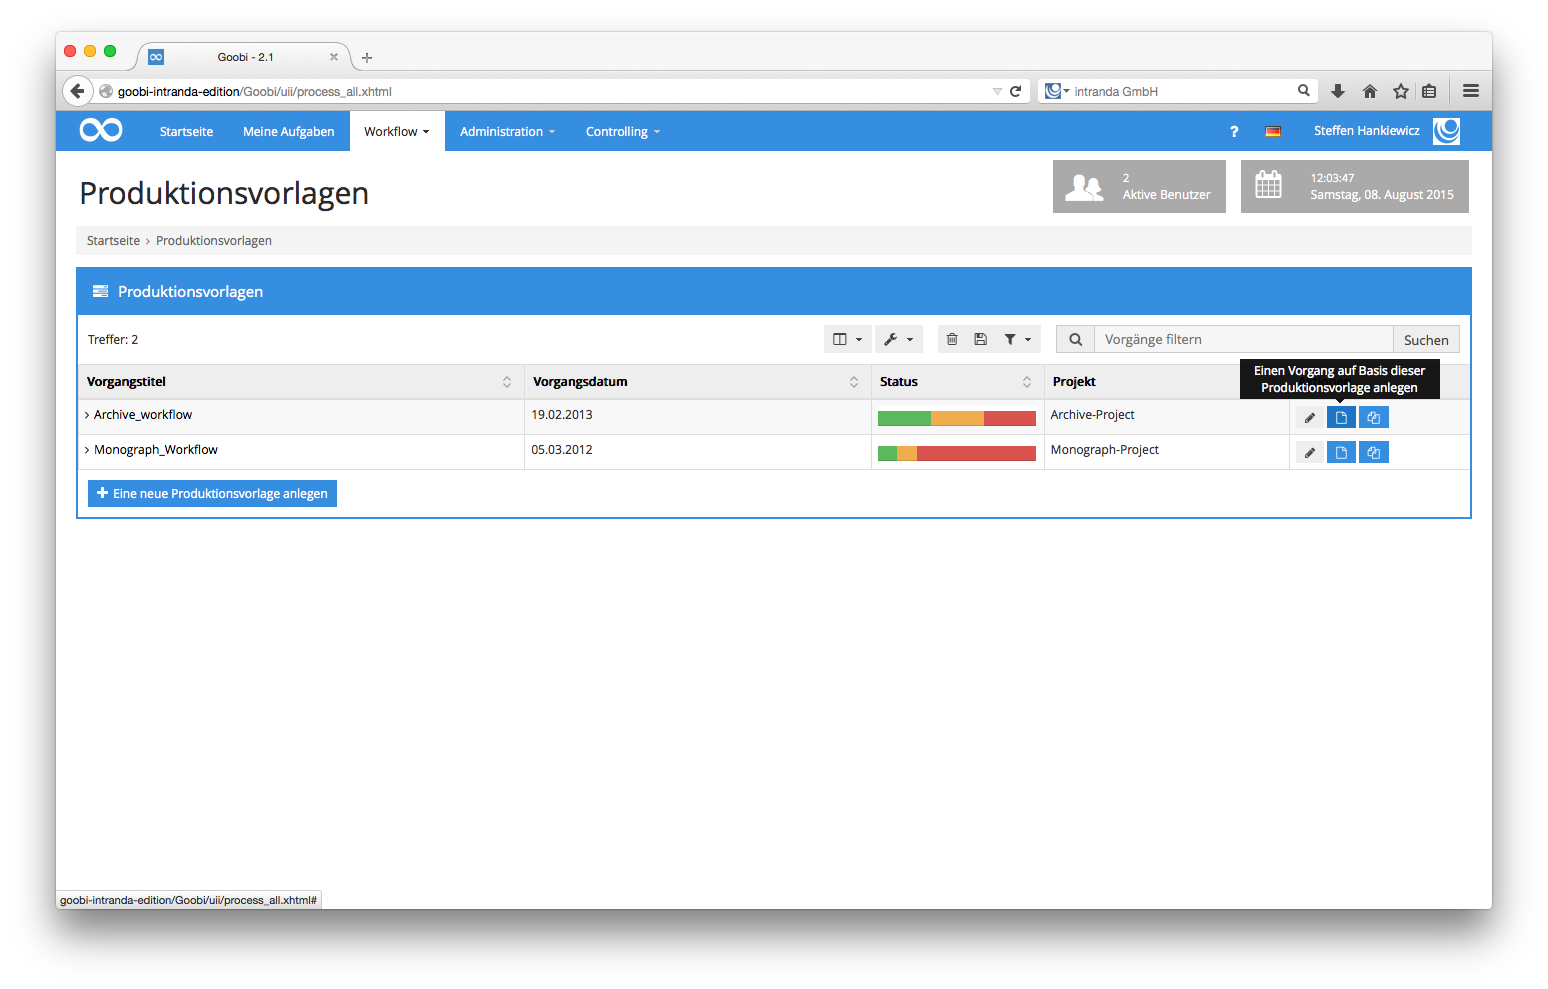 Goobi - 2.1
goobi-intranda-edition/Goobi/uii/process_all.xhtml
intranda GmbH
Startseite
Meine Aufgaben
Workflow
Administration
Controlling
?
Steffen Hankiewicz
Produktionsvorlagen
2
Aktive Benutzer
12:03:47
Samstag, 08. August 2015
Startseite › Produktionsvorlagen
Produktionsvorlagen
Treffer: 2
Vorgänge filtern
Suchen
Einen Vorgang auf Basis dieser
Produktionsvorlage anlegen
Vorgangstitel
Vorgangsdatum
Status
Projekt
Archive_workflow
19.02.2013
Archive-Project
Monograph_Workflow
05.03.2012
Monograph-Project
Eine neue Produktionsvorlage anlegen
goobi-intranda-edition/Goobi/uii/process_all.xhtml#